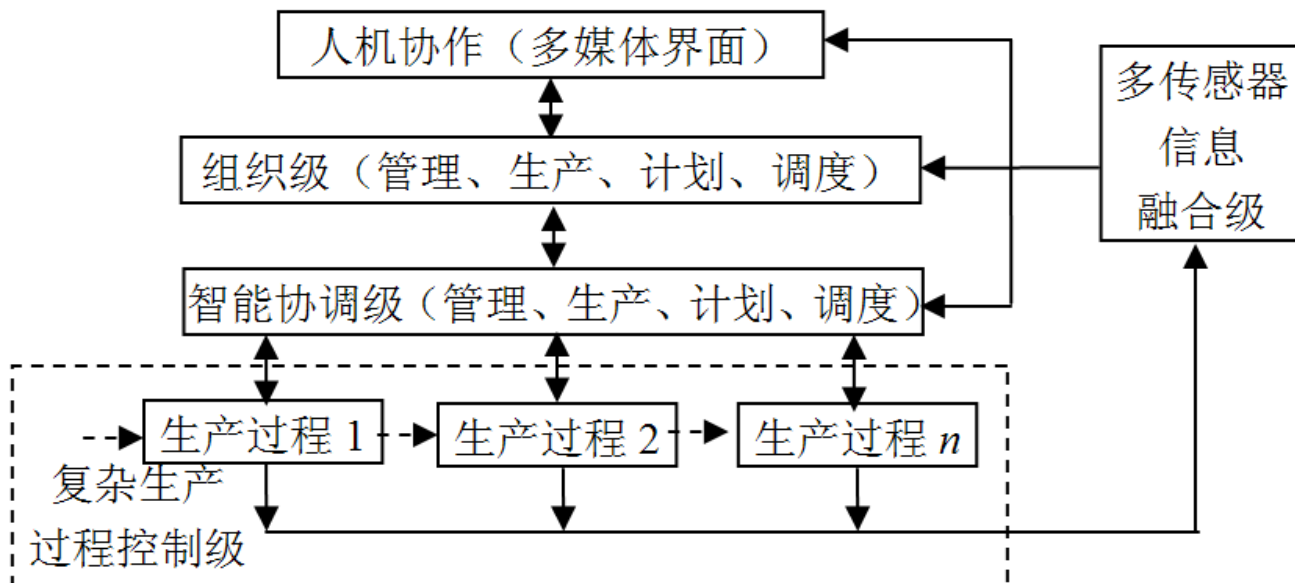 人机协作（多媒体界面）
多传感器
信息
融合级
组织级（管理、生产、计划、调度）
智能协调级（管理、生产、计划、调度）
生产过程 1
生产过程 2
生产过程 n
复杂生产
过程控制级